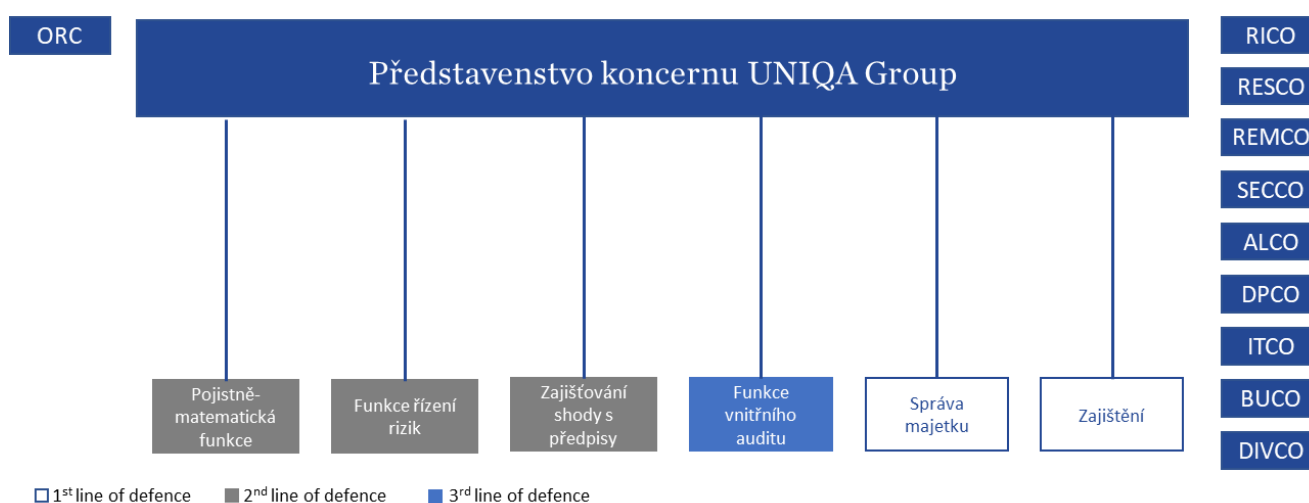 ORC
Představenstvo koncernu UNIQA Group
RICO
RESCO
REMCO
SECCO
ALCO
DPCO
ITCO
BUCO
DIVCO
Pojistně-
matematická
funkce
Funkce řízení
rizik
Zajišťování
shody s
předpisy
Funkce
vnitřního
auditu
Správa
majetku
Zajištění
1st line of defence
2nd line of defence
3rd line of defence